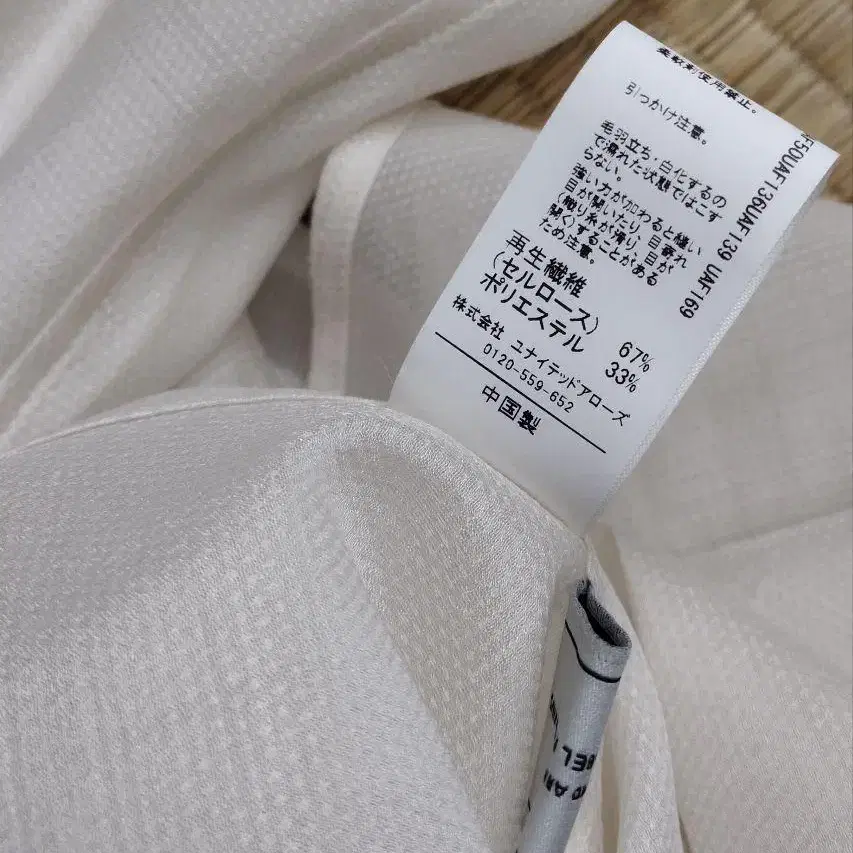 柔軟剤使用禁止。
引っかけ注意。
毛羽立ち・白化するの
で濡れた状態ではこす
らない。
強い力が加わると縫い
目が開いたり、目寄れ
(織り糸が滑り、目が
開く)することがある
ため注意。
再生繊維
(セルロース) 67%
ポリエステル 33%
株式会社 ユナイテッドアローズ
0120-559-652
中国製
F50UAF136UAF139 UAF169
BEL